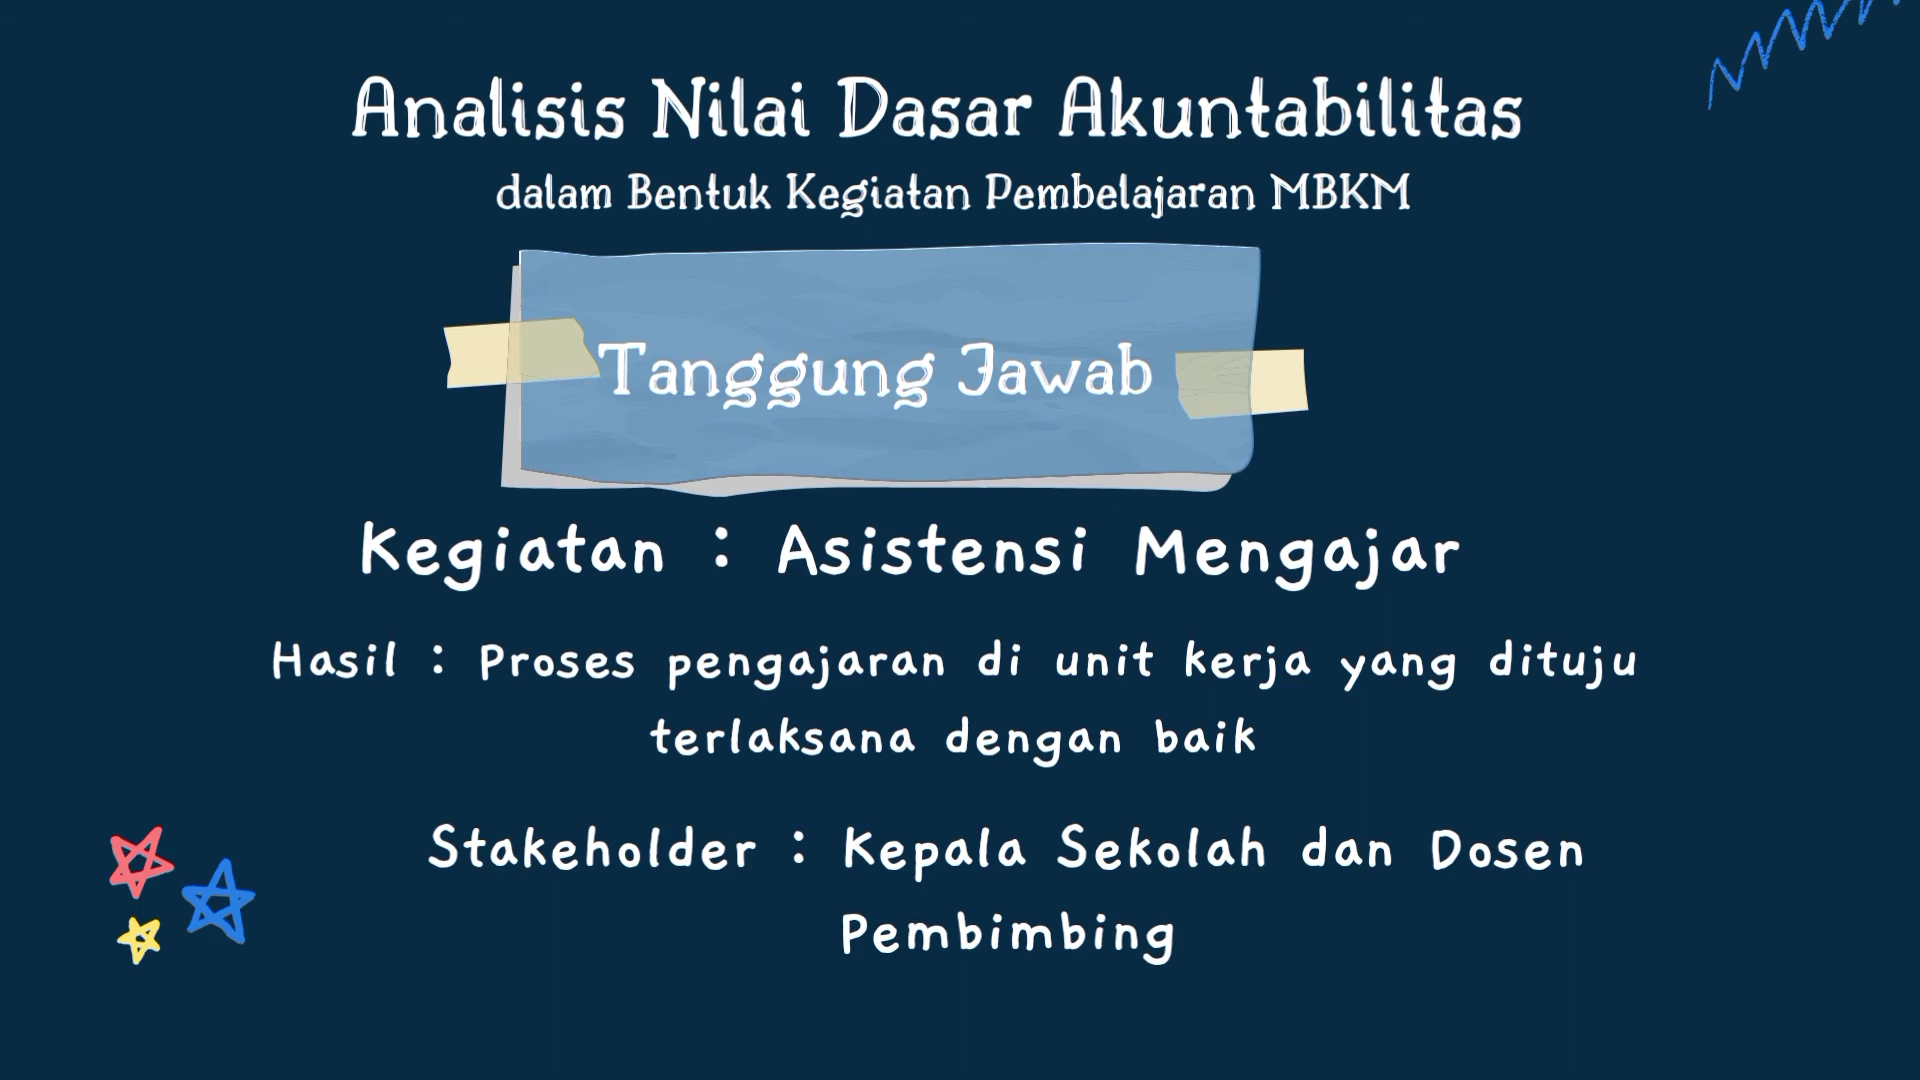 Analisis Nilai Dasar Akuntabilitas
dalam Bentuk Kegiatan Pembelajaran MBKM
Tanggung Jawab
Kegiatan : Asistensi Mengajar
Hasil : Proses pengajaran di unit kerja yang dituju
terlaksana dengan baik
Stakeholder : Kepala Sekolah dan Dosen
Pembimbing